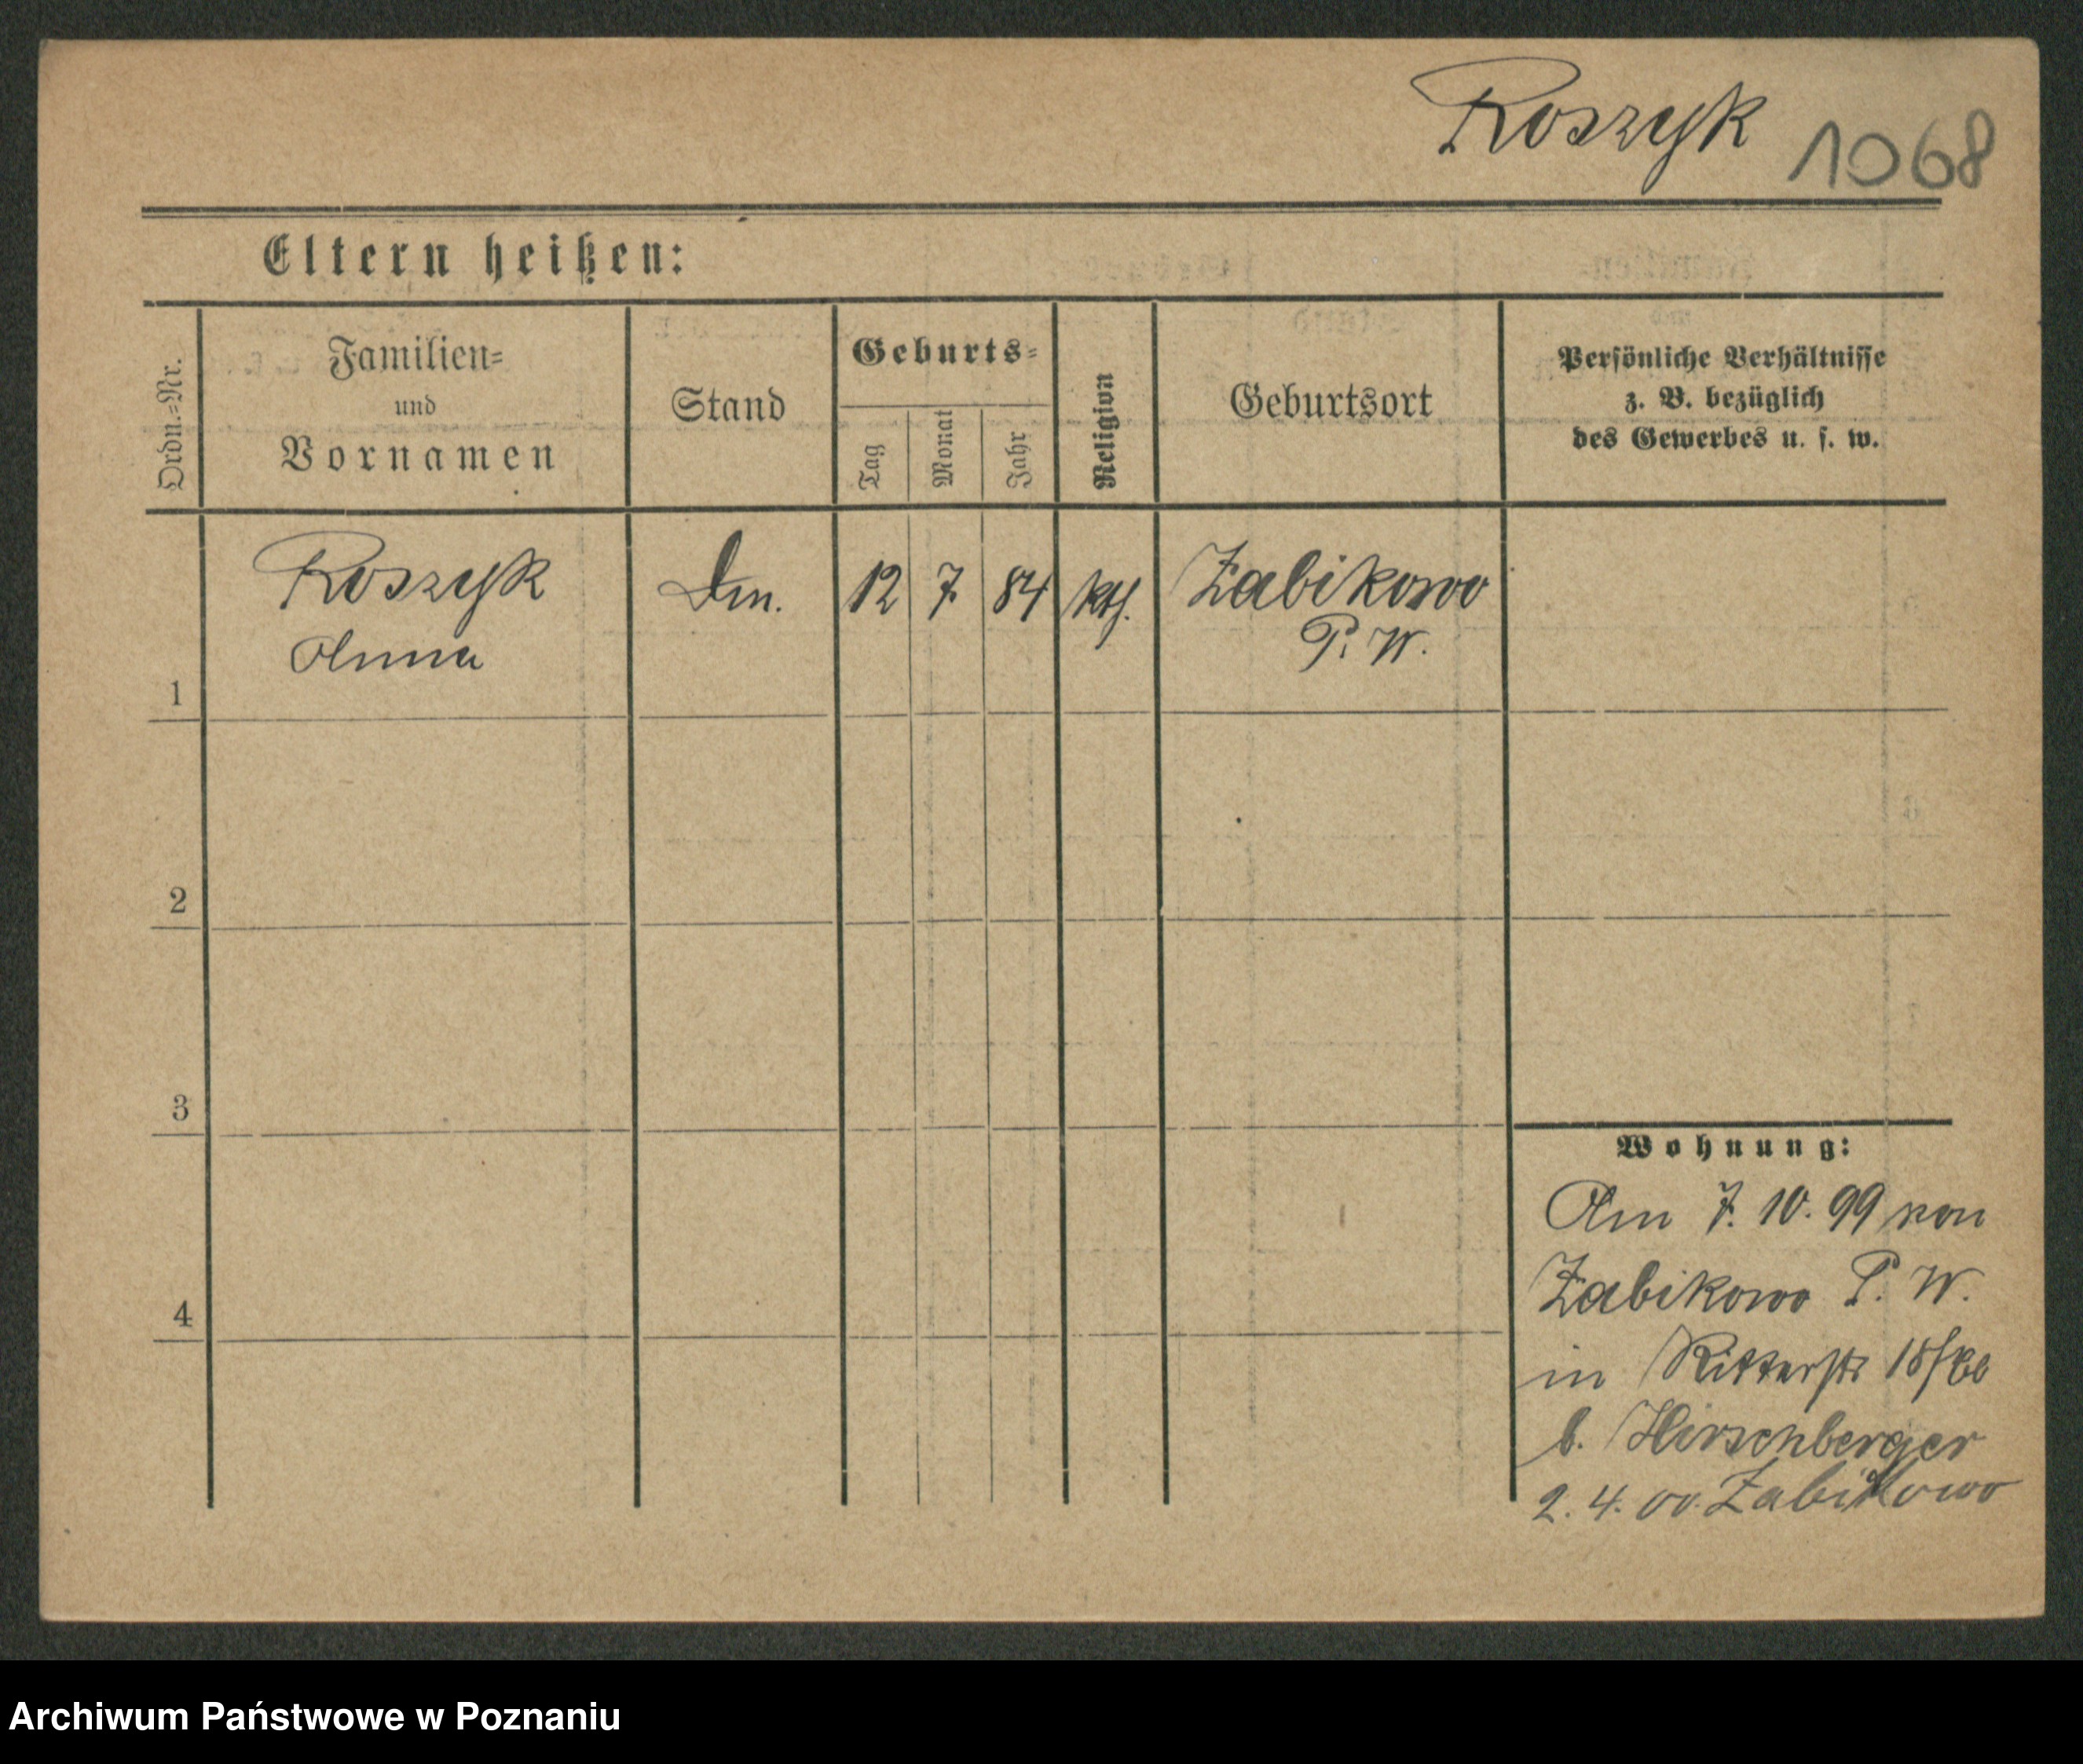 Roszyk 1068
Eltern heißen:
Ordn.=Nr.
Familien=
und
Vornamen
Stand
Geburts=
Tag
Monat
Jahr
Religion
Geburtsort
Persönliche Verhältnisse
z. B. bezüglich
des Gewerbes u. s. w.
1
Roszyk
Anna
Dm.
12
7.
84
kth.
Zabikowo
P. W.
2
3
4
Wohnung:
Am 7. 10. 99 von
Zabikowo P. W.
in Ritterstr
b. Hirschberger
2. 4. 00. Zabikowo
Archiwum Państwowe w Poznaniu